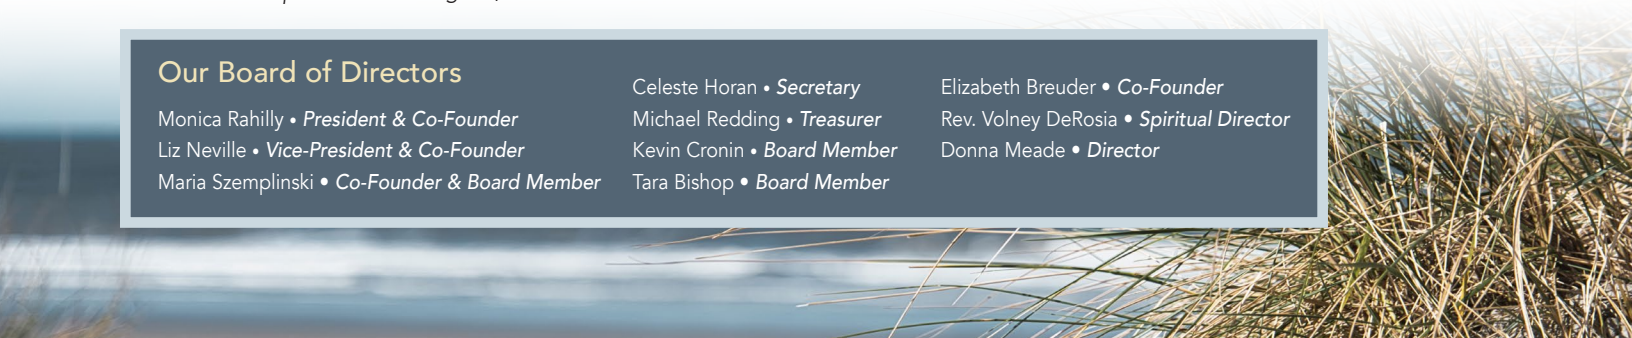 Our Board of Directors
Monica Rahilly • President & Co-Founder
Liz Neville • Vice-President & Co-Founder
Maria Szemplinski • Co-Founder & Board Member
Celeste Horan • Secretary
Michael Redding • Treasurer
Kevin Cronin • Board Member
Tara Bishop • Board Member
Elizabeth Breuder • Co-Founder
Rev. Volney DeRosia • Spiritual Director
Donna Meade • Director